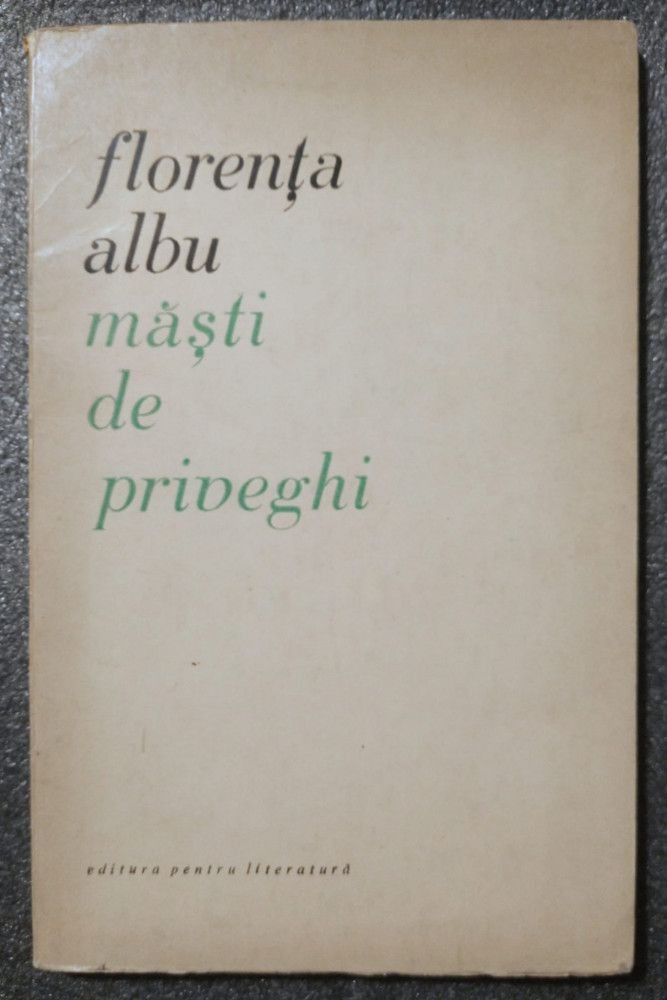 florența
albu
măști
de
priveghi
editura pentru literatură